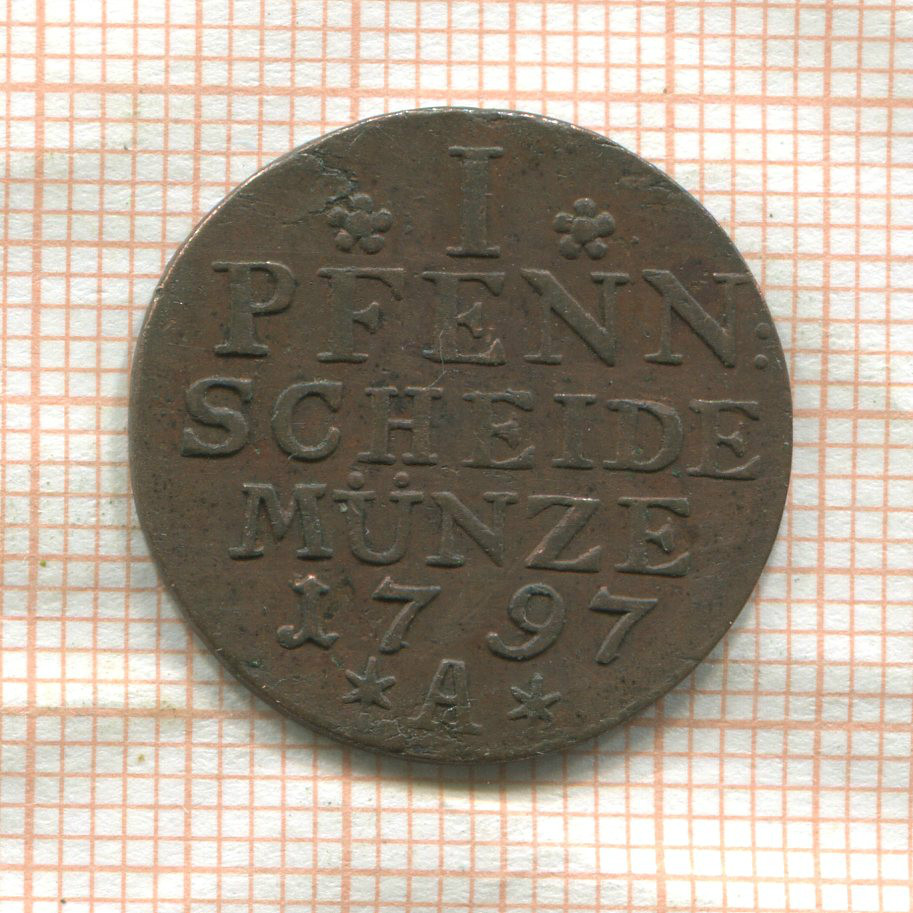 I
PFENN:
SCHEIDE
MÜNZE
1797
A